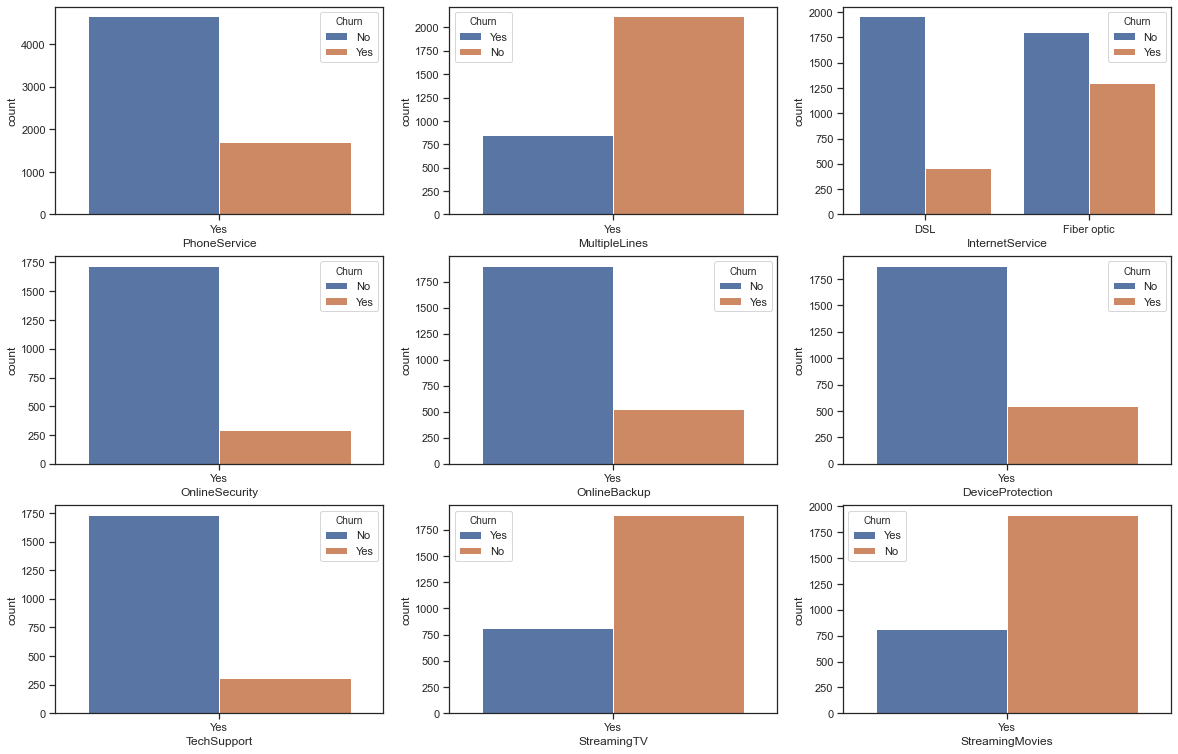 Churn
No
Yes
count
4000
3000
2000
1000
0
Yes
PhoneService
Churn
Yes
No
count
2000
1750
1500
1250
1000
750
500
250
0
Yes
MultipleLines
Churn
No
Yes
count
2000
1750
1500
1250
1000
750
500
250
0
DSL
Fiber optic
InternetService
Churn
No
Yes
count
1750
1500
1250
1000
750
500
250
0
Yes
OnlineSecurity
Churn
No
Yes
count
1750
1500
1250
1000
750
500
250
0
Yes
OnlineBackup
Churn
No
Yes
count
1750
1500
1250
1000
750
500
250
0
Yes
DeviceProtection
Churn
No
Yes
count
1750
1500
1250
1000
750
500
250
0
Yes
TechSupport
Churn
Yes
No
count
1750
1500
1250
1000
750
500
250
0
Yes
StreamingTV
Churn
Yes
No
count
2000
1750
1500
1250
1000
750
500
250
0
Yes
StreamingMovies